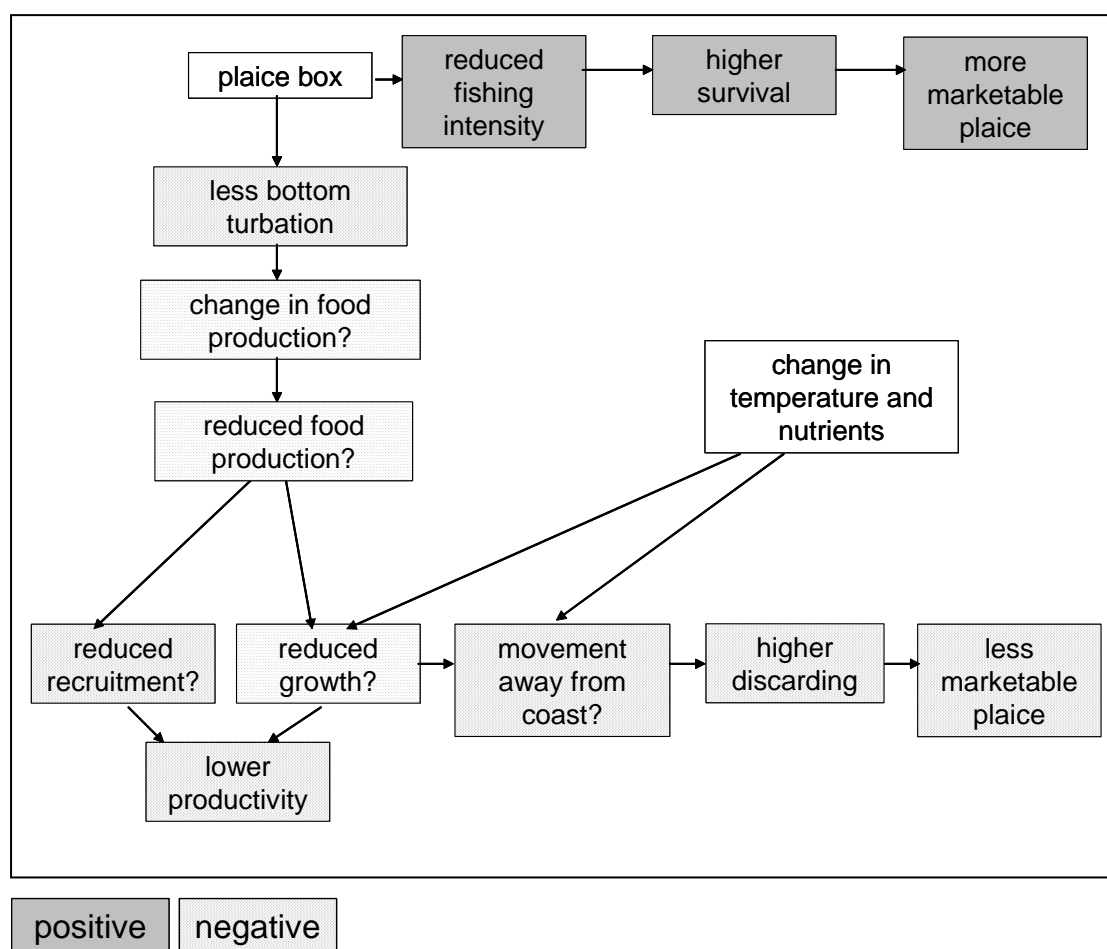 plaice box
reduced
fishing
intensity
higher
survival
more
marketable
plaice
less bottom
turbation
change in food
production?
reduced food
production?
change in
temperature and
nutrients
reduced
recruitment?
reduced
growth?
movement
away from
coast?
higher
discarding
less
marketable
plaice
lower
productivity
positive
negative